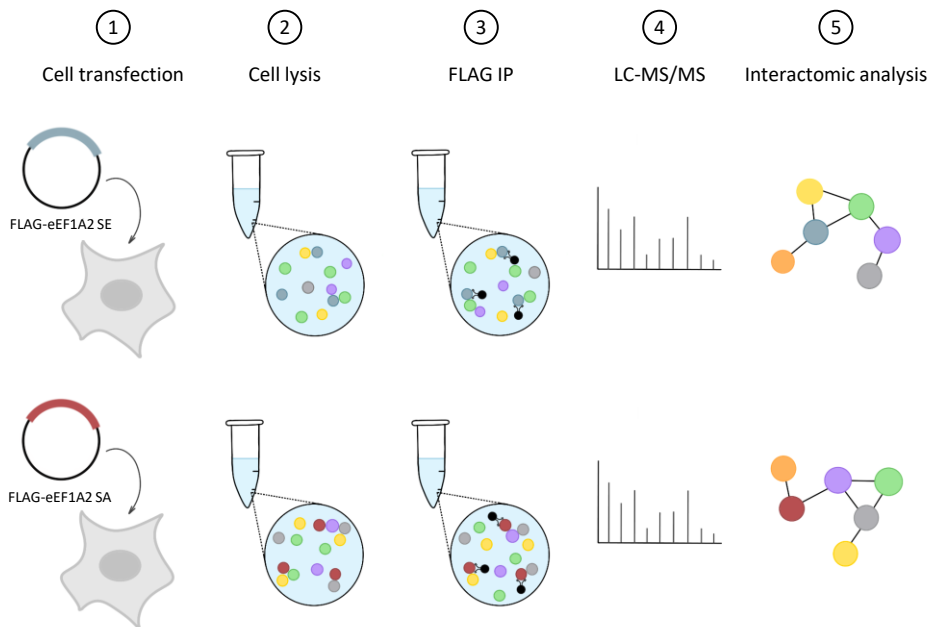 1
2
3
4
5
Cell transfection
Cell lysis
FLAG IP
LC-MS/MS
Interactomic analysis
FLAG-eEF1A2 SE
FLAG-eEF1A2 SA